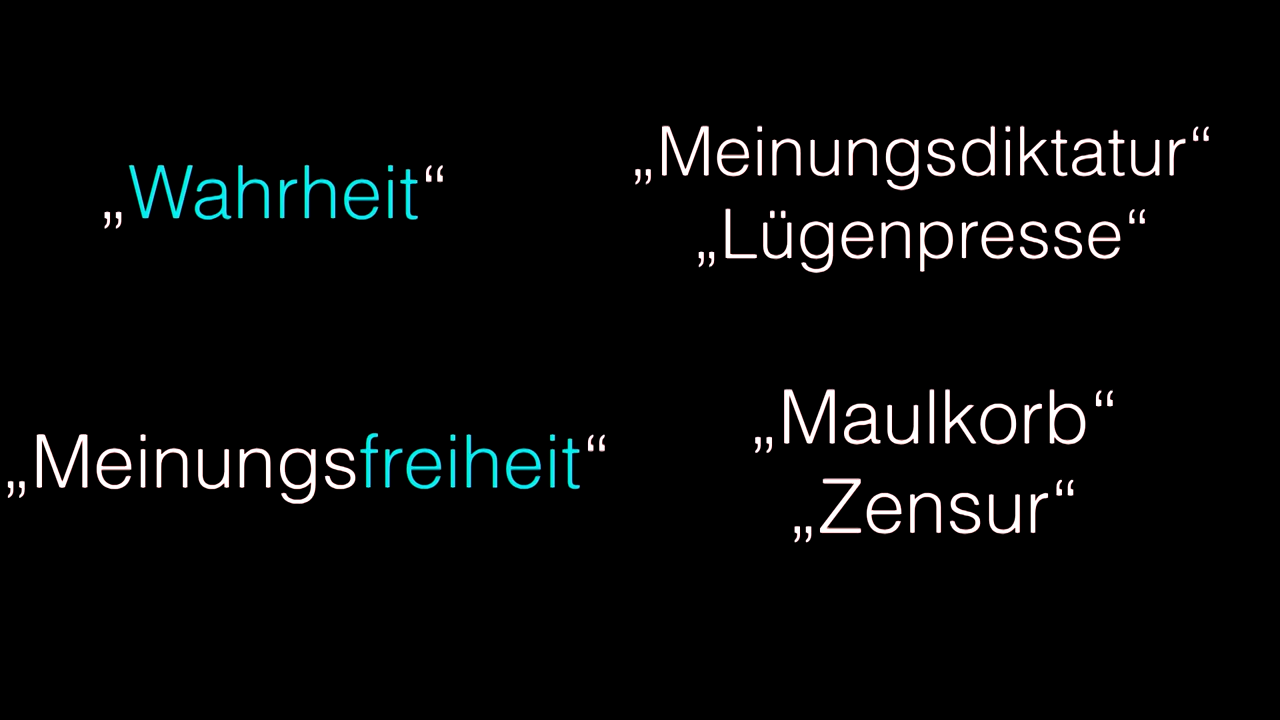 „Wahrheit“
„Meinungsdiktatur“
„Lügenpresse“
„Meinungsfreiheit“
„Maulkorb“
„Zensur“